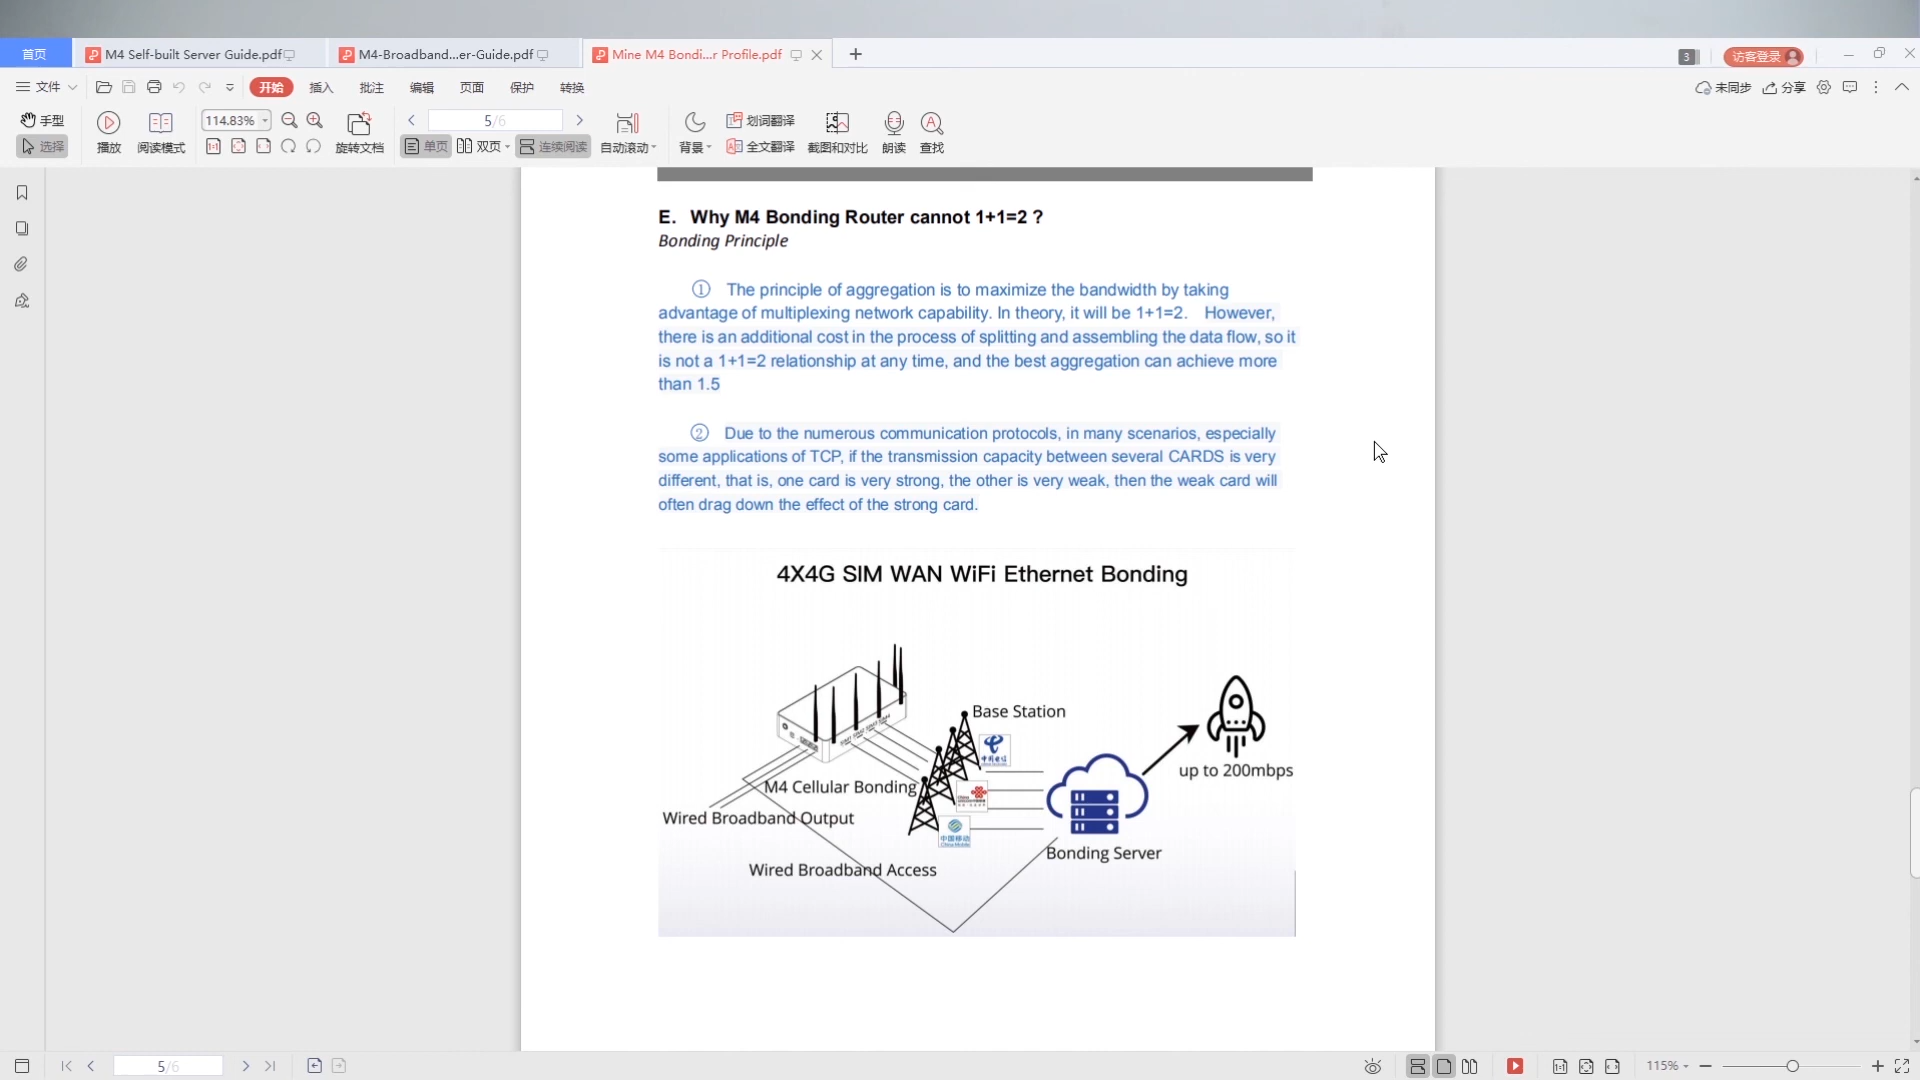 首页
M4 Self-built Server Guide.pdf
M4-Broadband...er-Guide.pdf
Mine M4 Bondi...r Profile.pdf
3
访客登录
文件
开始
插入
批注
编辑
页面
保护
转换
未同步
分享
手型
选择
播放
阅读模式
114.83%
旋转文档
5/6
单页
双页
连续阅读
自动滚动
背景
划词翻译
全文翻译
截图和对比
朗读
查找
E. Why M4 Bonding Router cannot 1+1=2 ?
Bonding Principle
① The principle of aggregation is to maximize the bandwidth by taking
advantage of multiplexing network capability. In theory, it will be 1+1=2. However,
there is an additional cost in the process of splitting and assembling the data flow, so it
is not a 1+1=2 relationship at any time, and the best aggregation can achieve more
than 1.5
② Due to the numerous communication protocols, in many scenarios, especially
some applications of TCP, if the transmission capacity between several CARDS is very
different, that is, one card is very strong, the other is very weak, then the weak card will
often drag down the effect of the strong card.
4X4G SIM WAN WiFi Ethernet Bonding
Base Station
中国电信
up to 200mbps
M4 Cellular Bonding
Wired Broadband Output
中国移动
China Mobile
Bonding Server
Wired Broadband Access
5/6
115%